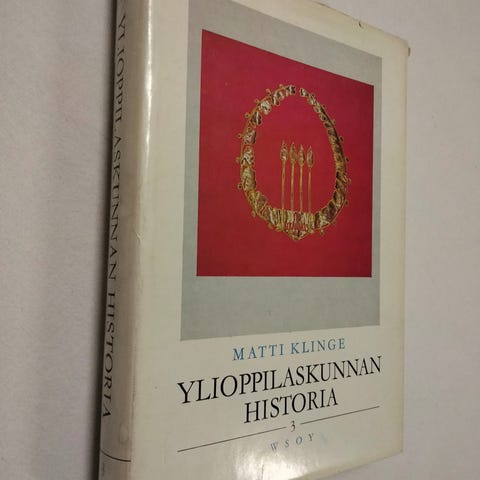 YLIOPPILASKUNNAN HISTORIA
MATTI KLINGE
YLIOPPILASKUNNAN
HISTORIA
3
WSOY